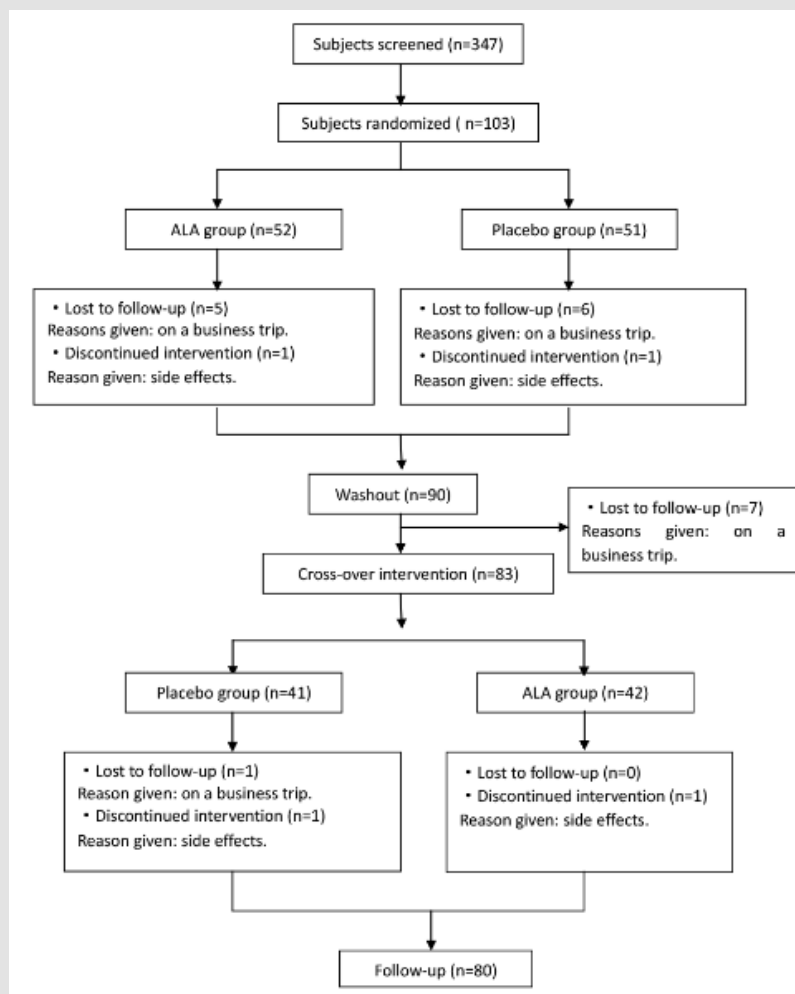 Subjects screened (n=347)
Subjects randomized ( n=103)
ALA group (n=52)
Placebo group (n=51)
• Lost to follow-up (n=5)
Reasons given: on a business trip.
• Discontinued intervention (n=1)
Reason given: side effects.
• Lost to follow-up (n=6)
Reasons given: on a business trip.
• Discontinued intervention (n=1)
Reason given: side effects.
Washout (n=90)
• Lost to follow-up (n=7)
Reasons given: on a
business trip.
Cross-over intervention (n=83)
Placebo group (n=41)
ALA group (n=42)
• Lost to follow-up (n=1)
Reason given: on a business trip.
• Discontinued intervention (n=1)
Reason given: side effects.
• Lost to follow-up (n=0)
• Discontinued intervention (n=1)
Reason given: side effects.
Follow-up (n=80)